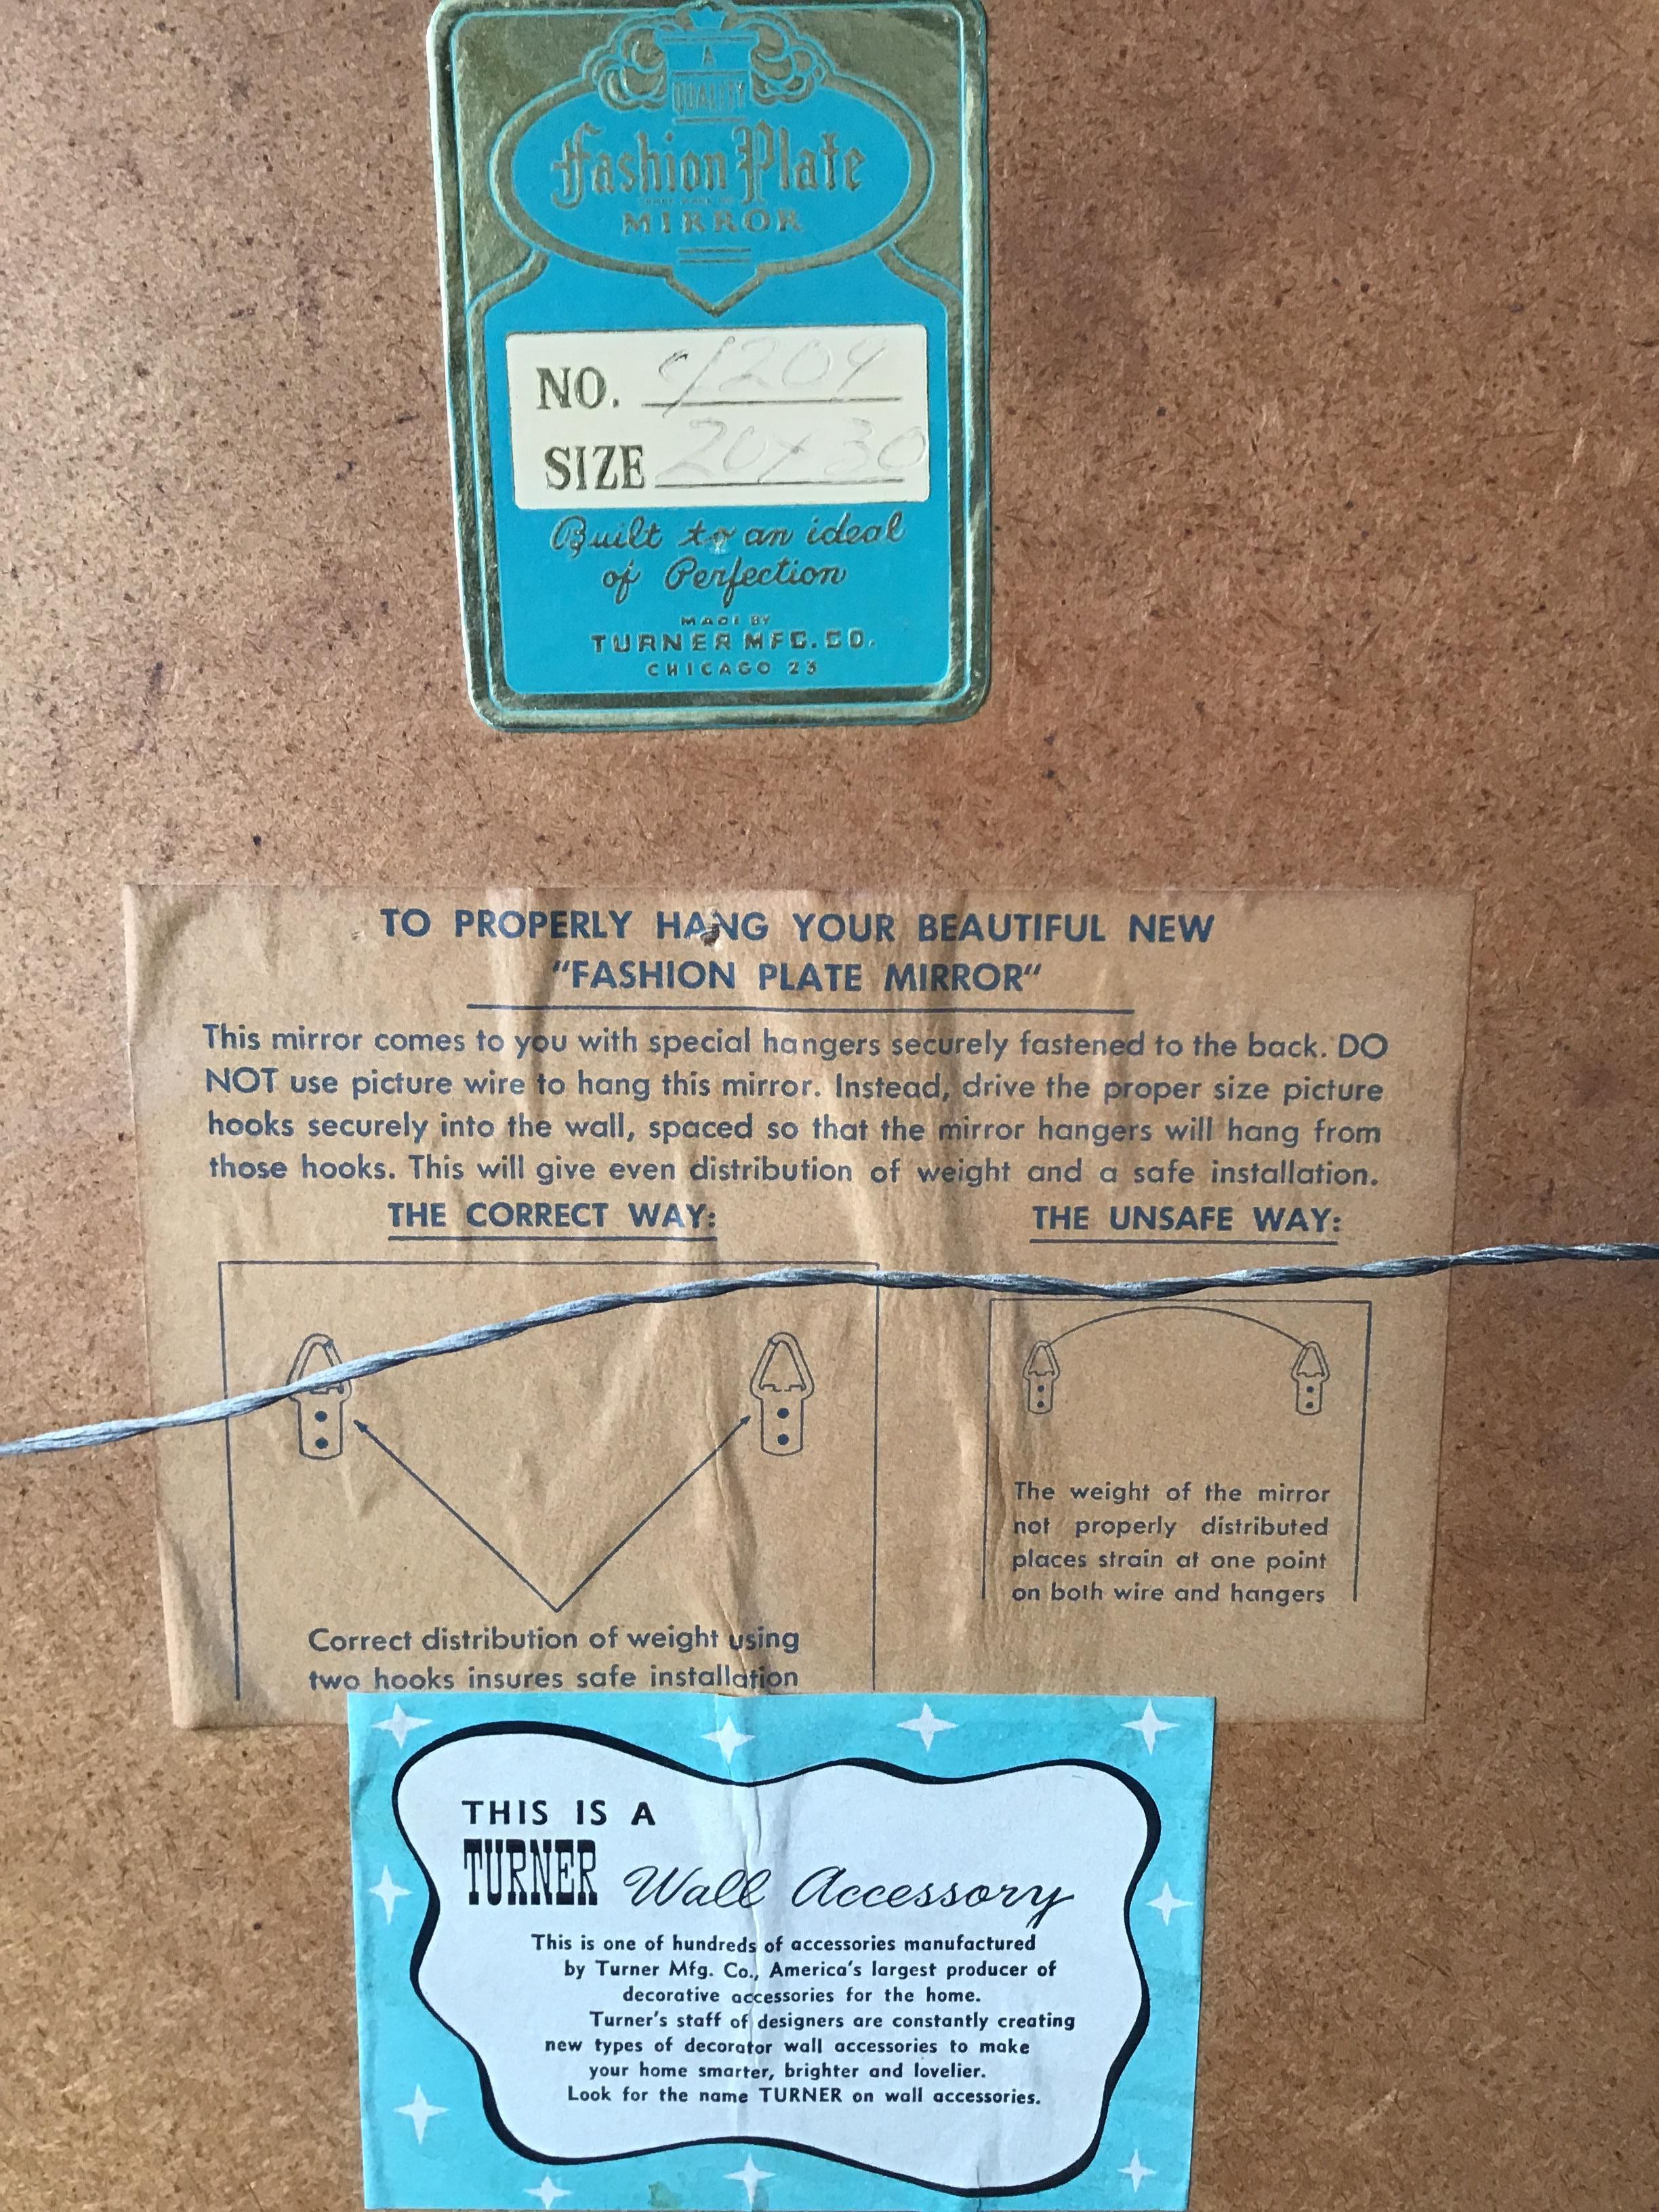 A
QUALITY
Fashion Plate
MIRROR
NO. 4204
SIZE 20x30
Built to an ideal
of Perfection
MADE BY
TURNER MFG. CO.
CHICAGO 23
TO PROPERLY HANG YOUR BEAUTIFUL NEW
"FASHION PLATE MIRROR"
This mirror comes to you with special hangers securely fastened to the back. DO
NOT use picture wire to hang this mirror. Instead, drive the proper size picture
hooks securely into the wall, spaced so that the mirror hangers will hang from
those hooks. This will give even distribution of weight and a safe installation.
THE CORRECT WAY:
Correct distribution of weight using
two hooks insures safe installation
THE UNSAFE WAY:
The weight of the mirror
not properly distributed
places strain at one point
on both wire and hangers
THIS IS A
TURNER Wall Accessory
This is one of hundreds of accessories manufactured
by Turner Mfg. Co., America's largest producer of
decorative accessories for the home.
Turner's staff of designers are constantly creating
new types of decorator wall accessories to make
your home smarter, brighter and lovelier.
Look for the name TURNER on wall accessories.